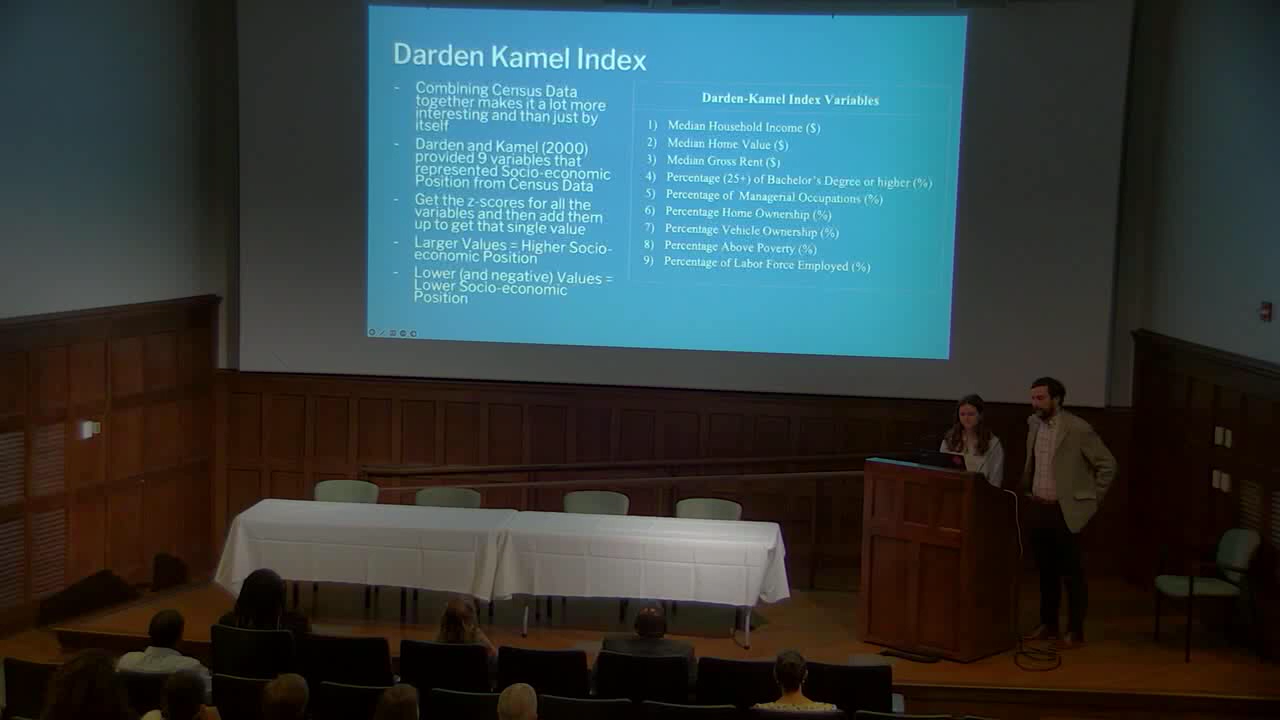 Darden Kamel Index
- Combining Census Data
together makes it a lot more
interesting and than just by
itself
- Darden and Kamel (2000)
provided 9 variables that
represented Socio-economic
Position from Census Data
- Get the z-scores for all the
variables and then add them
up to get that single value
- Larger Values = Higher Socio-
economic Position
- Lower (and negative) Values =
Lower Socio-economic
Position
Darden-Kamel Index Variables
1) Median Household Income ($)
2) Median Home Value ($)
3) Median Gross Rent ($)
4) Percentage (25+) of Bachelor's Degree or higher (%)
5) Percentage of Managerial Occupations (%)
6) Percentage Home Ownership (%)
7) Percentage Vehicle Ownership (%)
8) Percentage Above Poverty (%)
9) Percentage of Labor Force Employed (%)